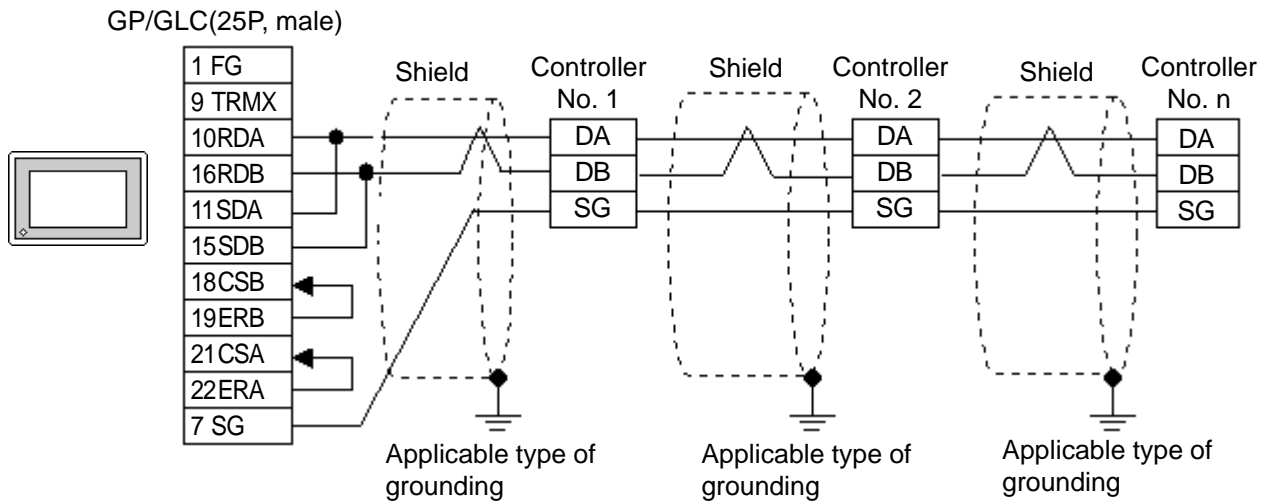 GP/GLC(25P, male)
1 FG
9 TRMX
10RDA
16RDB
11SDA
15SDB
18CSB
19ERB
21CSA
22ERA
7 SG
Shield
Controller
No. 1
DA
DB
SG
Shield
Controller
No. 2
DA
DB
SG
Shield
Controller
No. n
DA
DB
SG
Applicable type of
grounding
Applicable type of
grounding
Applicable type of
grounding